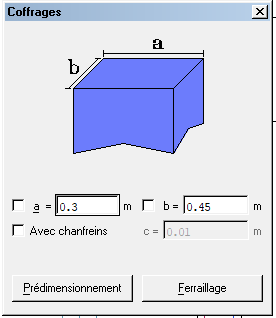 Coffrages
a
b
a = 0.3 m b = 0.45 m
Avec chanfreins c = 0.01 m
Prédimensionnement Ferraillage